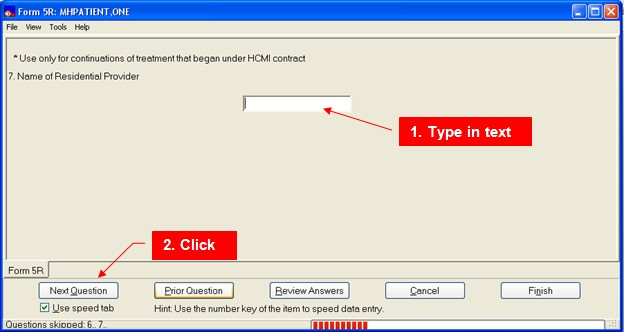 Form 5R: MHPATIENT,ONE
File View Tools Help
* Use only for continuations of treatment that began under HCMI contract
7. Name of Residential Provider
1. Type in text
2. Click
Form 5R
Next Question Prior Question Review Answers Cancel Finish
Use speed tab Hint: Use the number key of the item to speed data entry.
Questions skipped: 6.. 7..